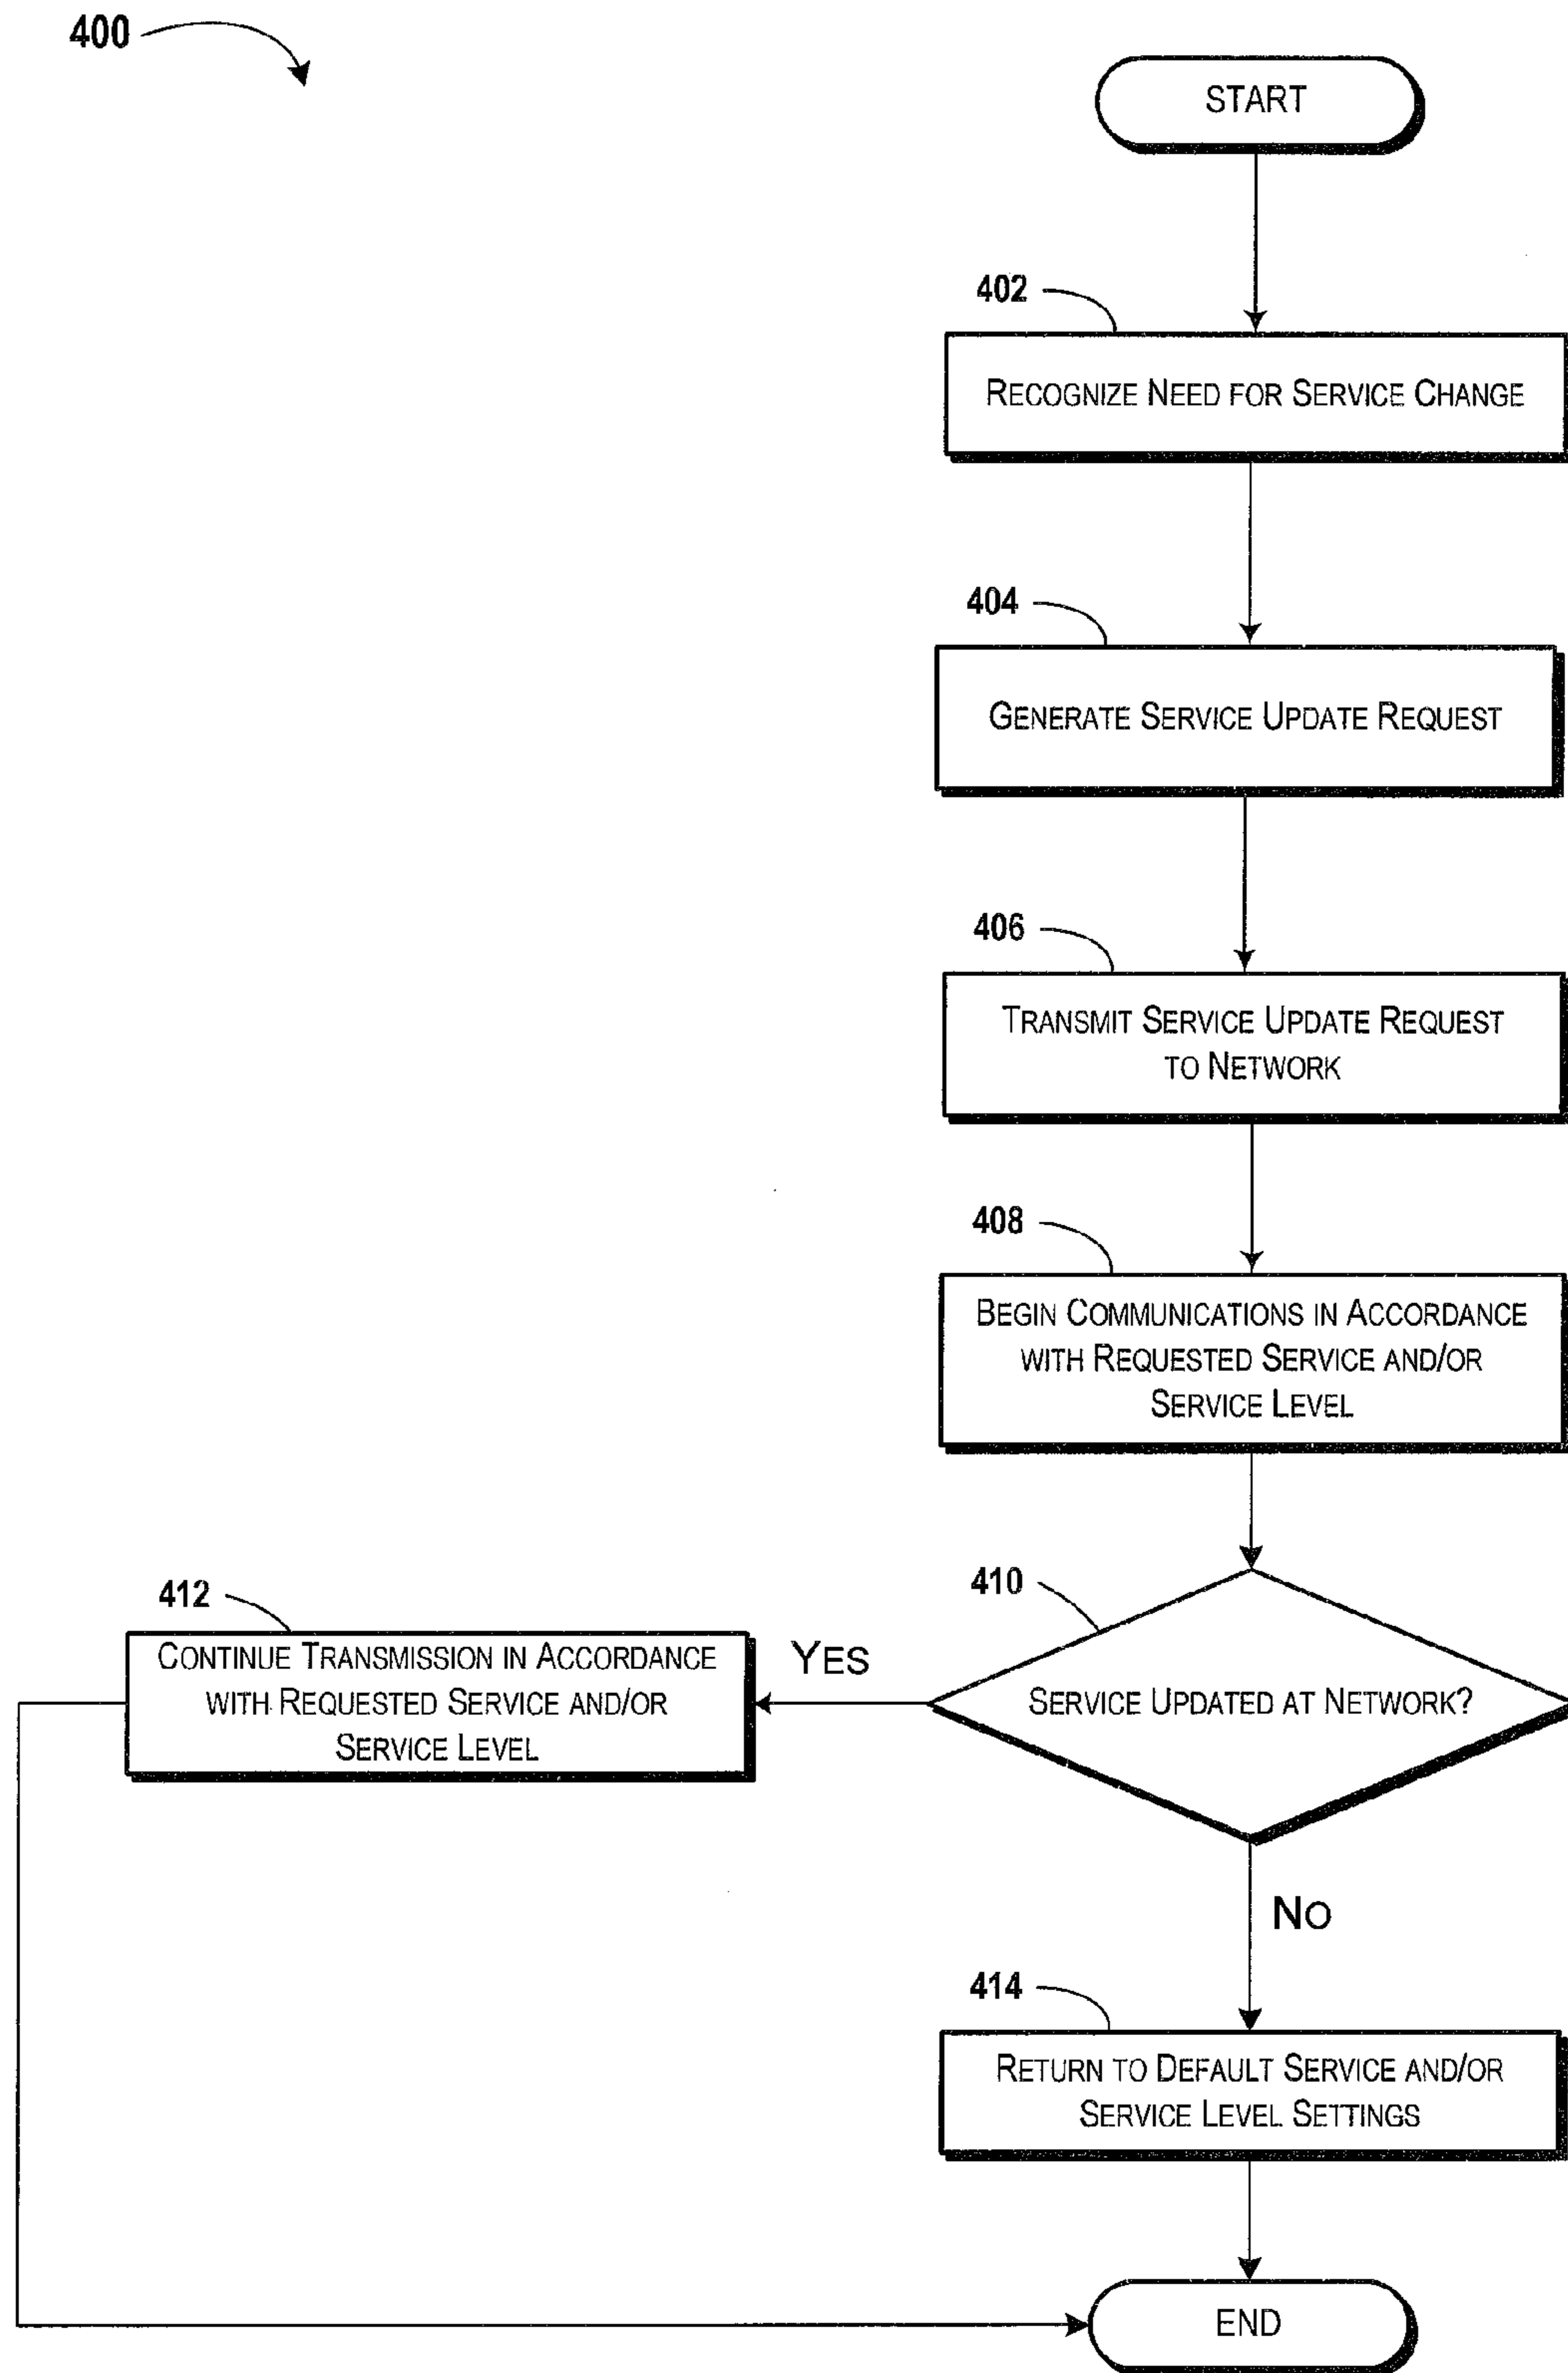 400
START
402
RECOGNIZE NEED FOR SERVICE CHANGE
404
GENERATE SERVICE UPDATE REQUEST
406
TRANSMIT SERVICE UPDATE REQUEST
TO NETWORK
408
BEGIN COMMUNICATIONS IN ACCORDANCE
WITH REQUESTED SERVICE AND/OR
SERVICE LEVEL
410
SERVICE UPDATED AT NETWORK?
YES
412
CONTINUE TRANSMISSION IN ACCORDANCE
WITH REQUESTED SERVICE AND/OR
SERVICE LEVEL
NO
414
RETURN TO DEFAULT SERVICE AND/OR
SERVICE LEVEL SETTINGS
END